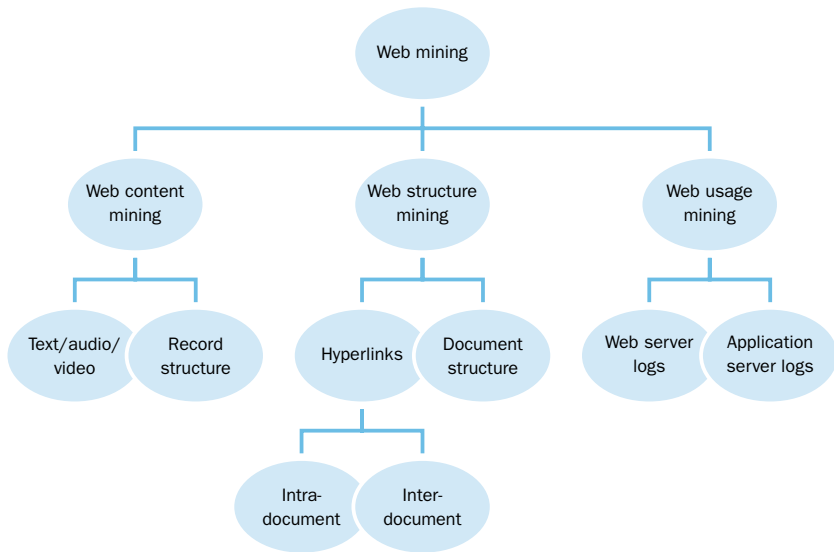 Web mining
Web content
mining
Web structure
mining
Web usage
mining
Text/audio/
video
Record
structure
Hyperlinks
Document
structure
Web server
logs
Application
server logs
Intra-
document
Inter-
document